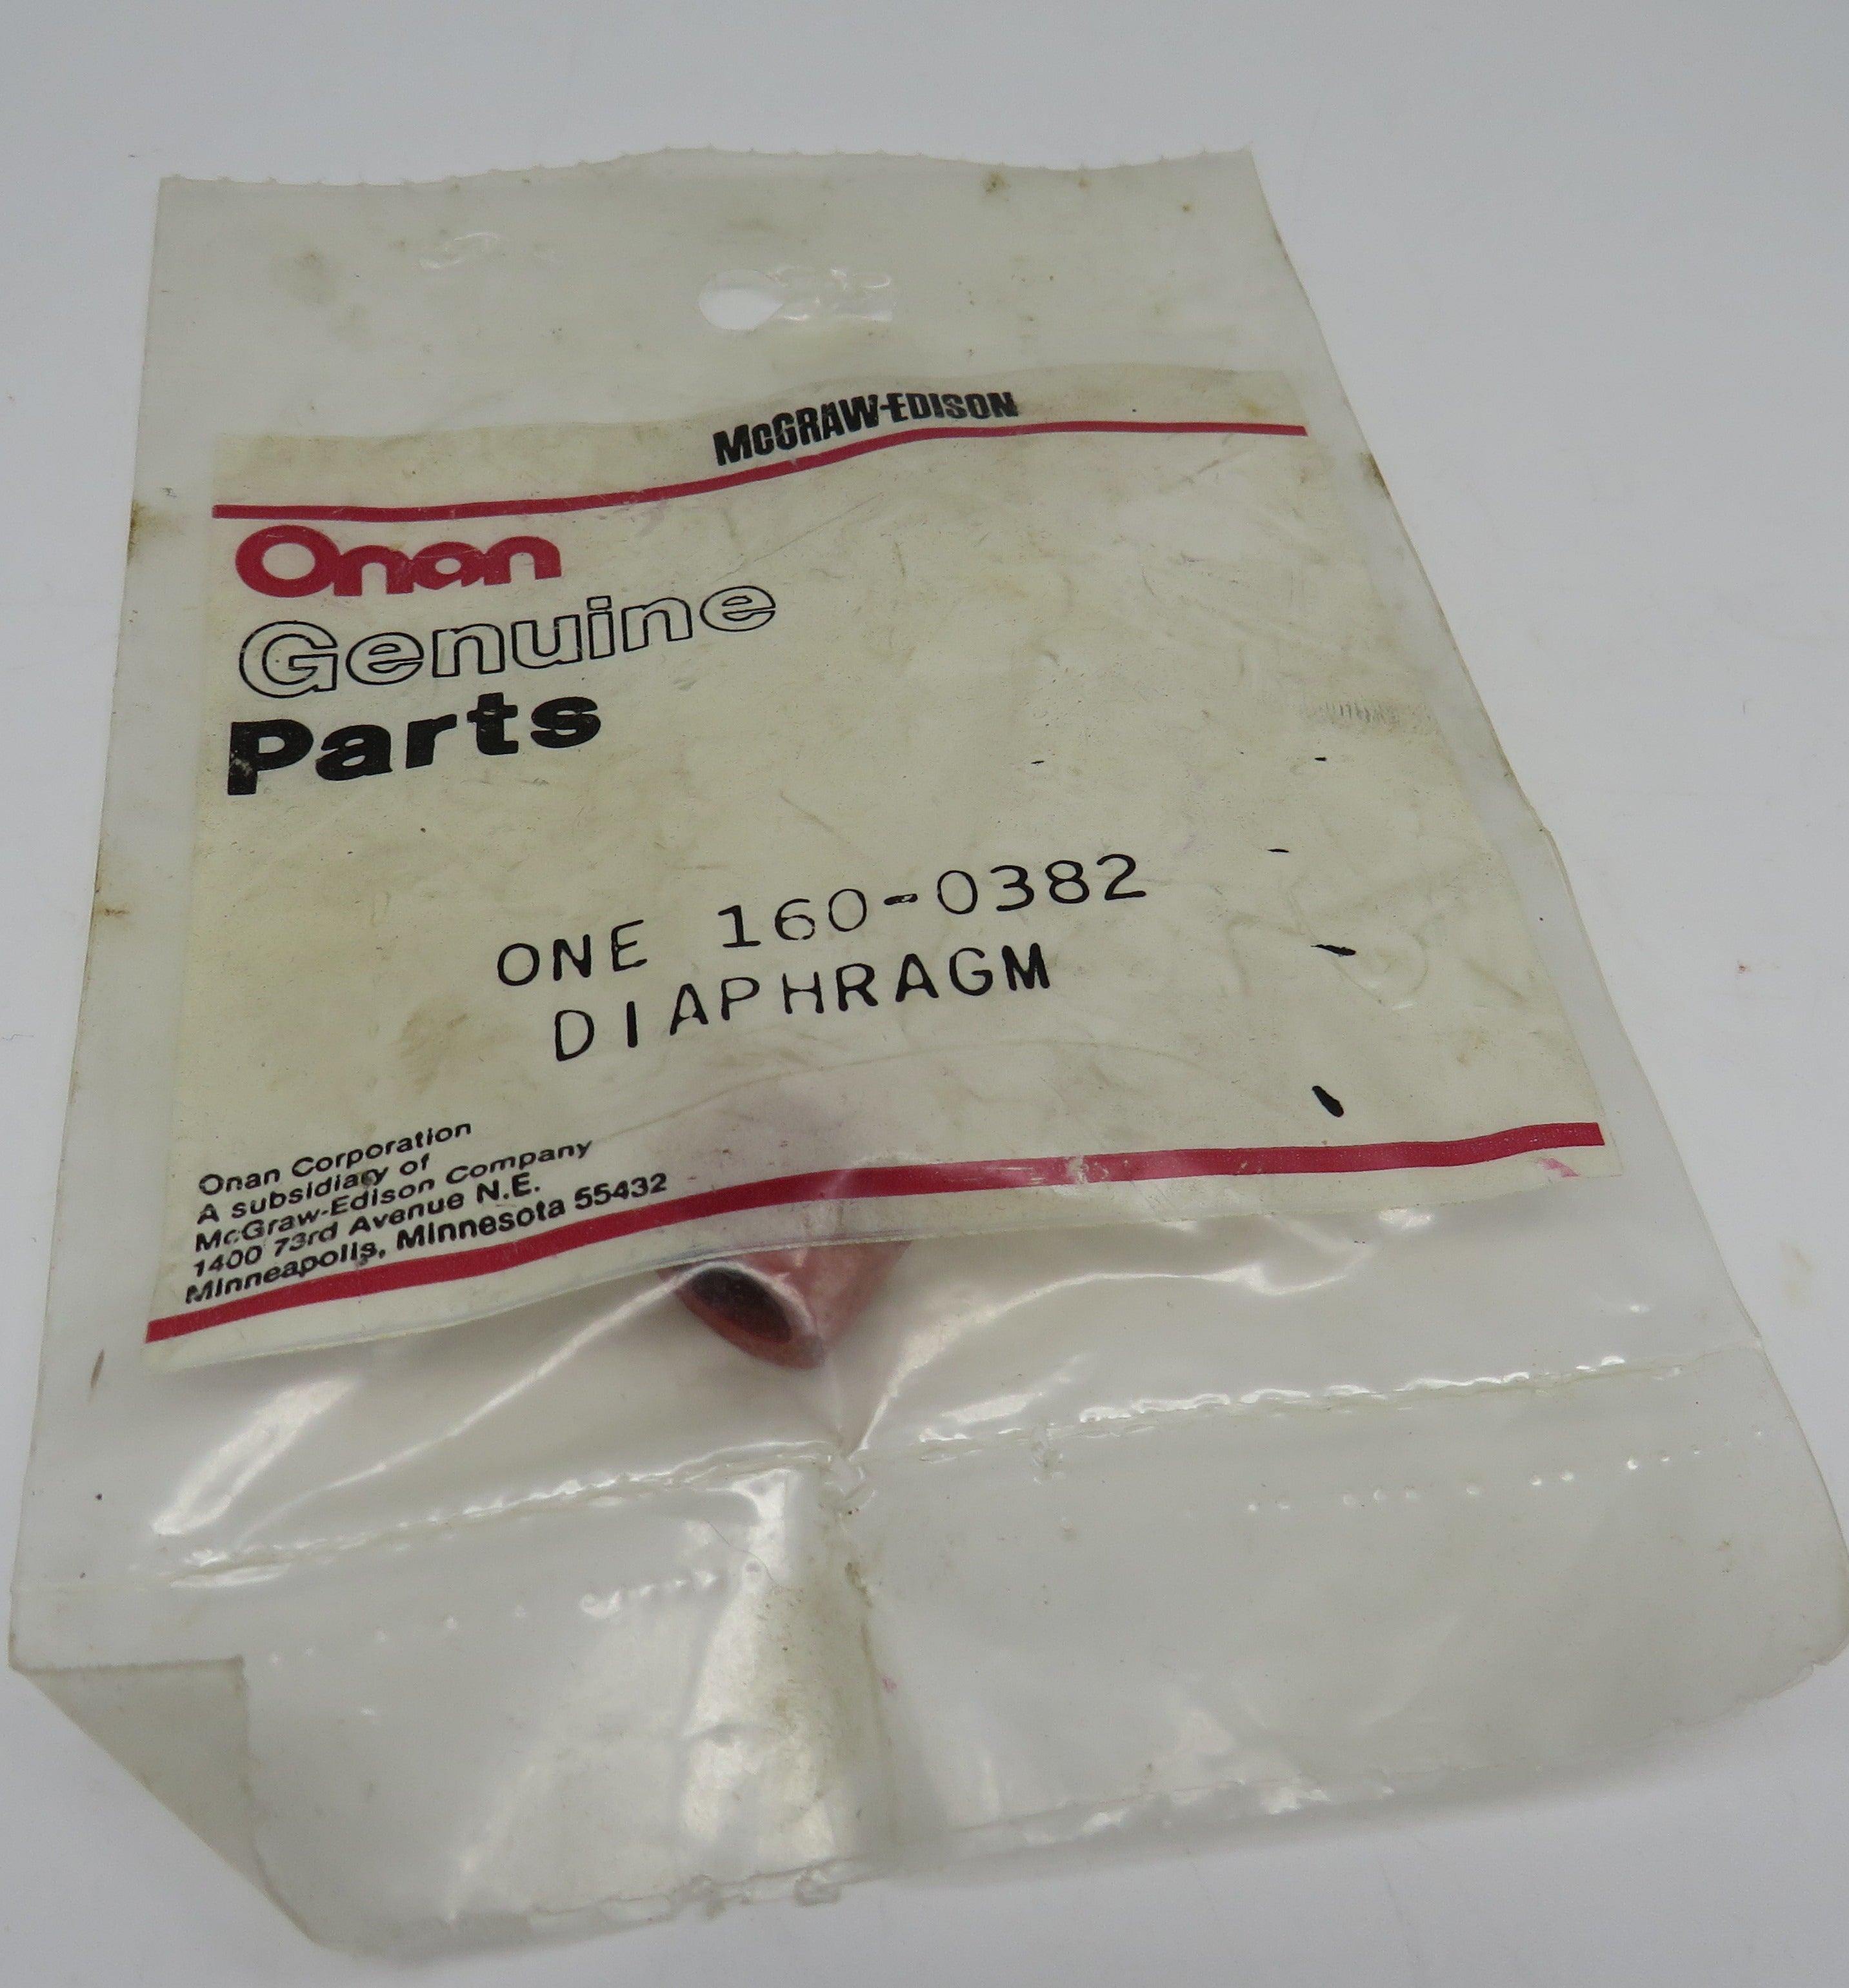 McGRAW-EDISON
Onan
Genuine
Parts
ONE 160-0382
DIAPHRAGM
Onan Corporation
A subsidiary of
McGraw-Edison Company
1400 73rd Avenue N.E.
Minneapolis, Minnesota 55432